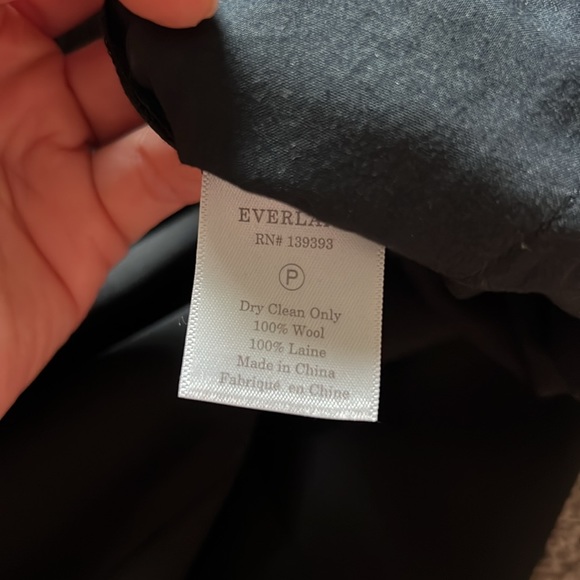 EVERLA
RN# 139393
P
Dry Clean Only
100% Wool
100% Laine
Made in China
Fabriqué en Chine